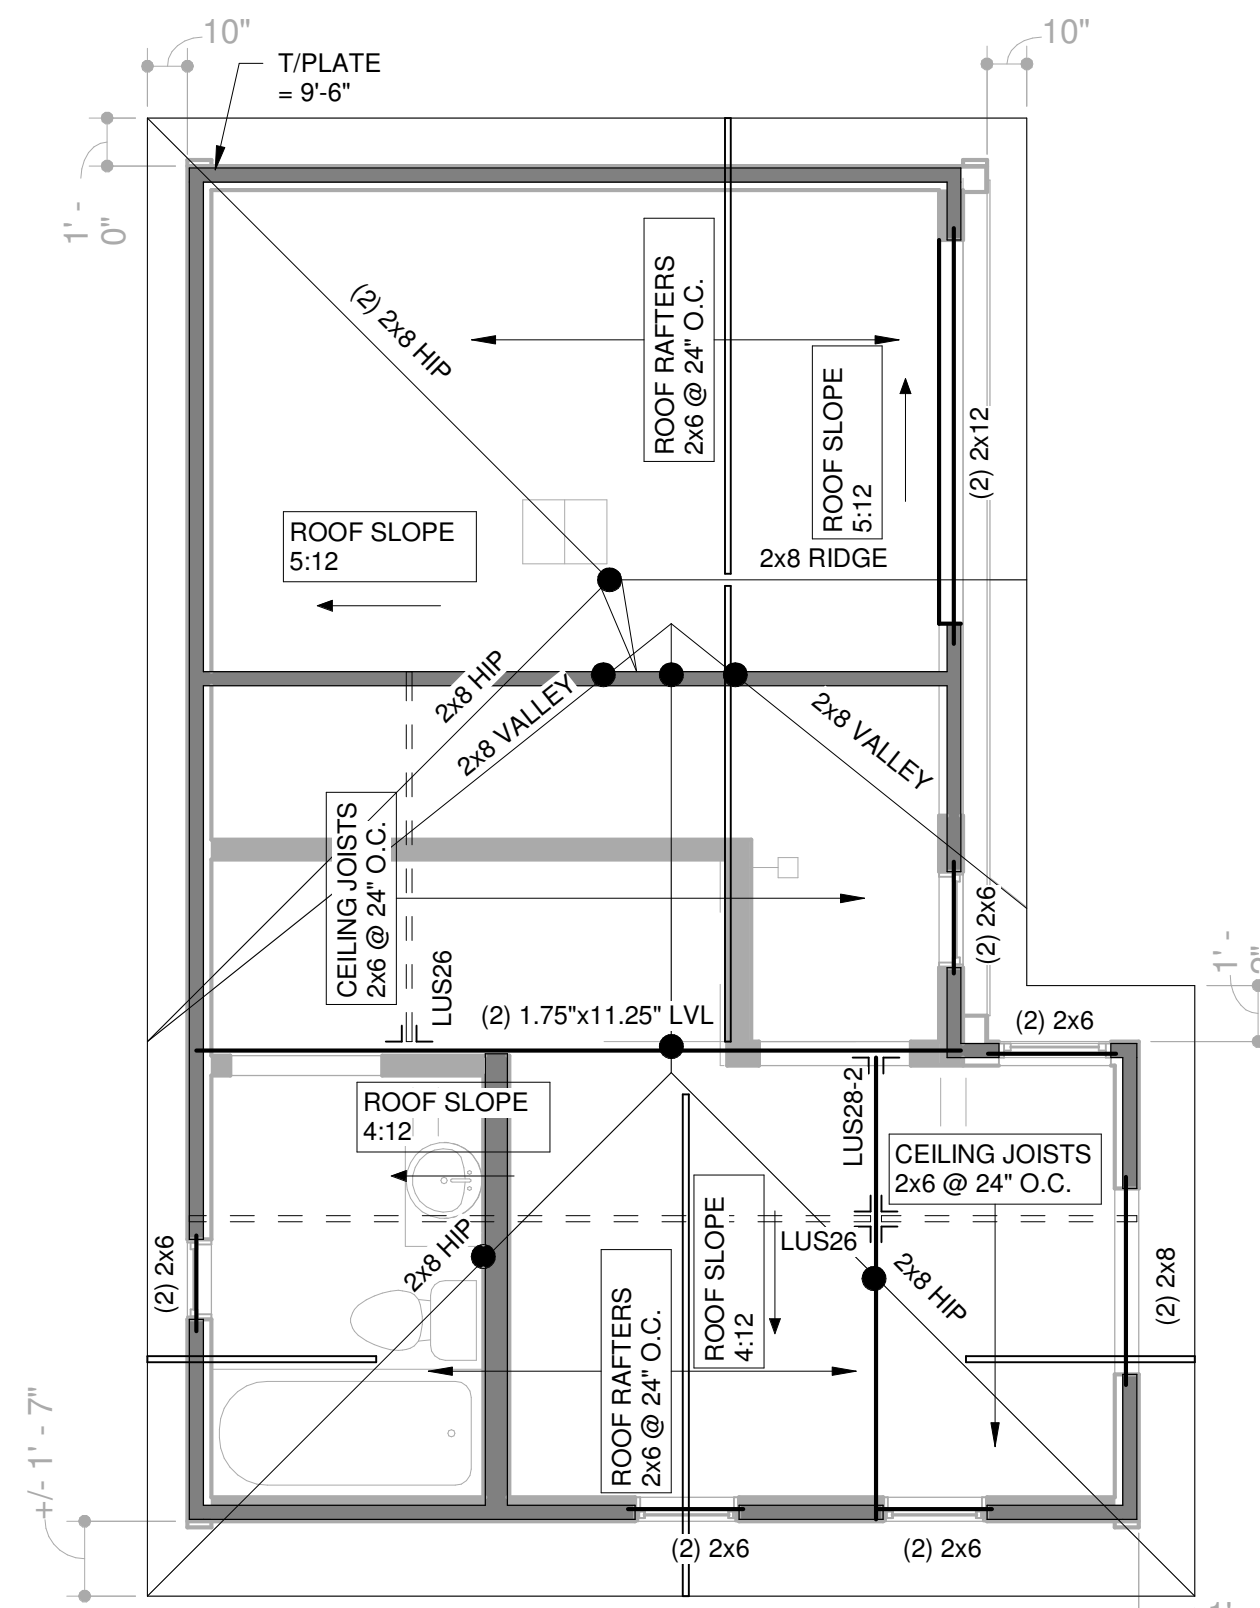 10"
10"
T/PLATE
= 9'-6"
1' -
0"
(2) 2x8 HIP
ROOF RAFTERS
2x6 @ 24" O.C.
ROOF SLOPE
5:12
(2) 2x12
ROOF SLOPE
5:12
2x8 RIDGE
2x8 HIP
2x8 VALLEY
2x8 VALLEY
CEILING JOISTS
2x6 @ 24" O.C.
LUS26
(2) 2x6
1' -
(2) 1.75"x11.25" LVL
(2) 2x6
ROOF SLOPE
4:12
LUS28-2
CEILING JOISTS
2x6 @ 24" O.C.
ROOF SLOPE
4:12
LUS26
2x8 HIP
2x8 HIP
(2) 2x6
(2) 2x8
ROOF RAFTERS
2x6 @ 24" O.C.
+/- 1' - 7"
(2) 2x6
(2) 2x6